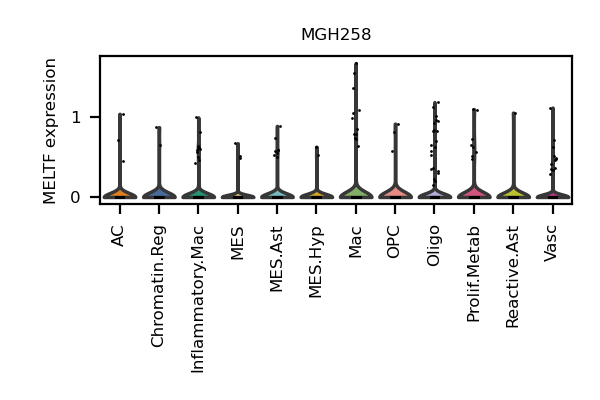 MGH258
MELTF expression
1
0
AC
Chromatin.Reg
Inflammatory.Mac
MES
MES.Ast
MES.Hyp
Mac
OPC
Oligo
Prolif.Metab
Reactive.Ast
Vasc